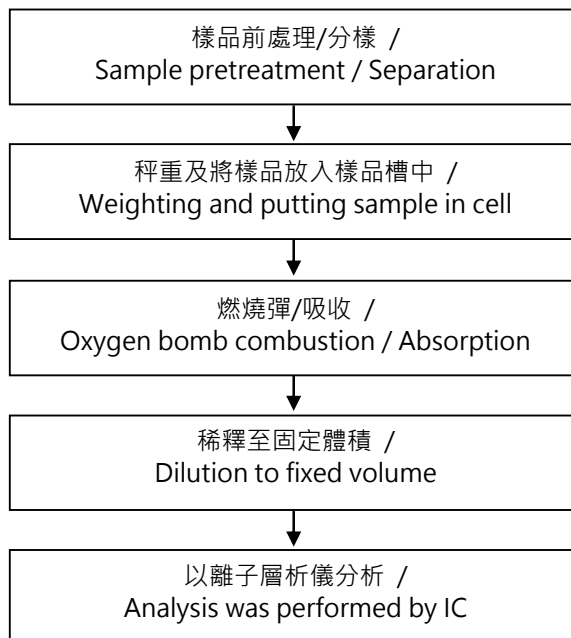 樣品前處理/分樣 /
Sample pretreatment / Separation
秤重及將樣品放入樣品槽中 /
Weighting and putting sample in cell
燃燒彈/吸收 /
Oxygen bomb combustion / Absorption
稀釋至固定體積 /
Dilution to fixed volume
以離子層析儀分析 /
Analysis was performed by IC